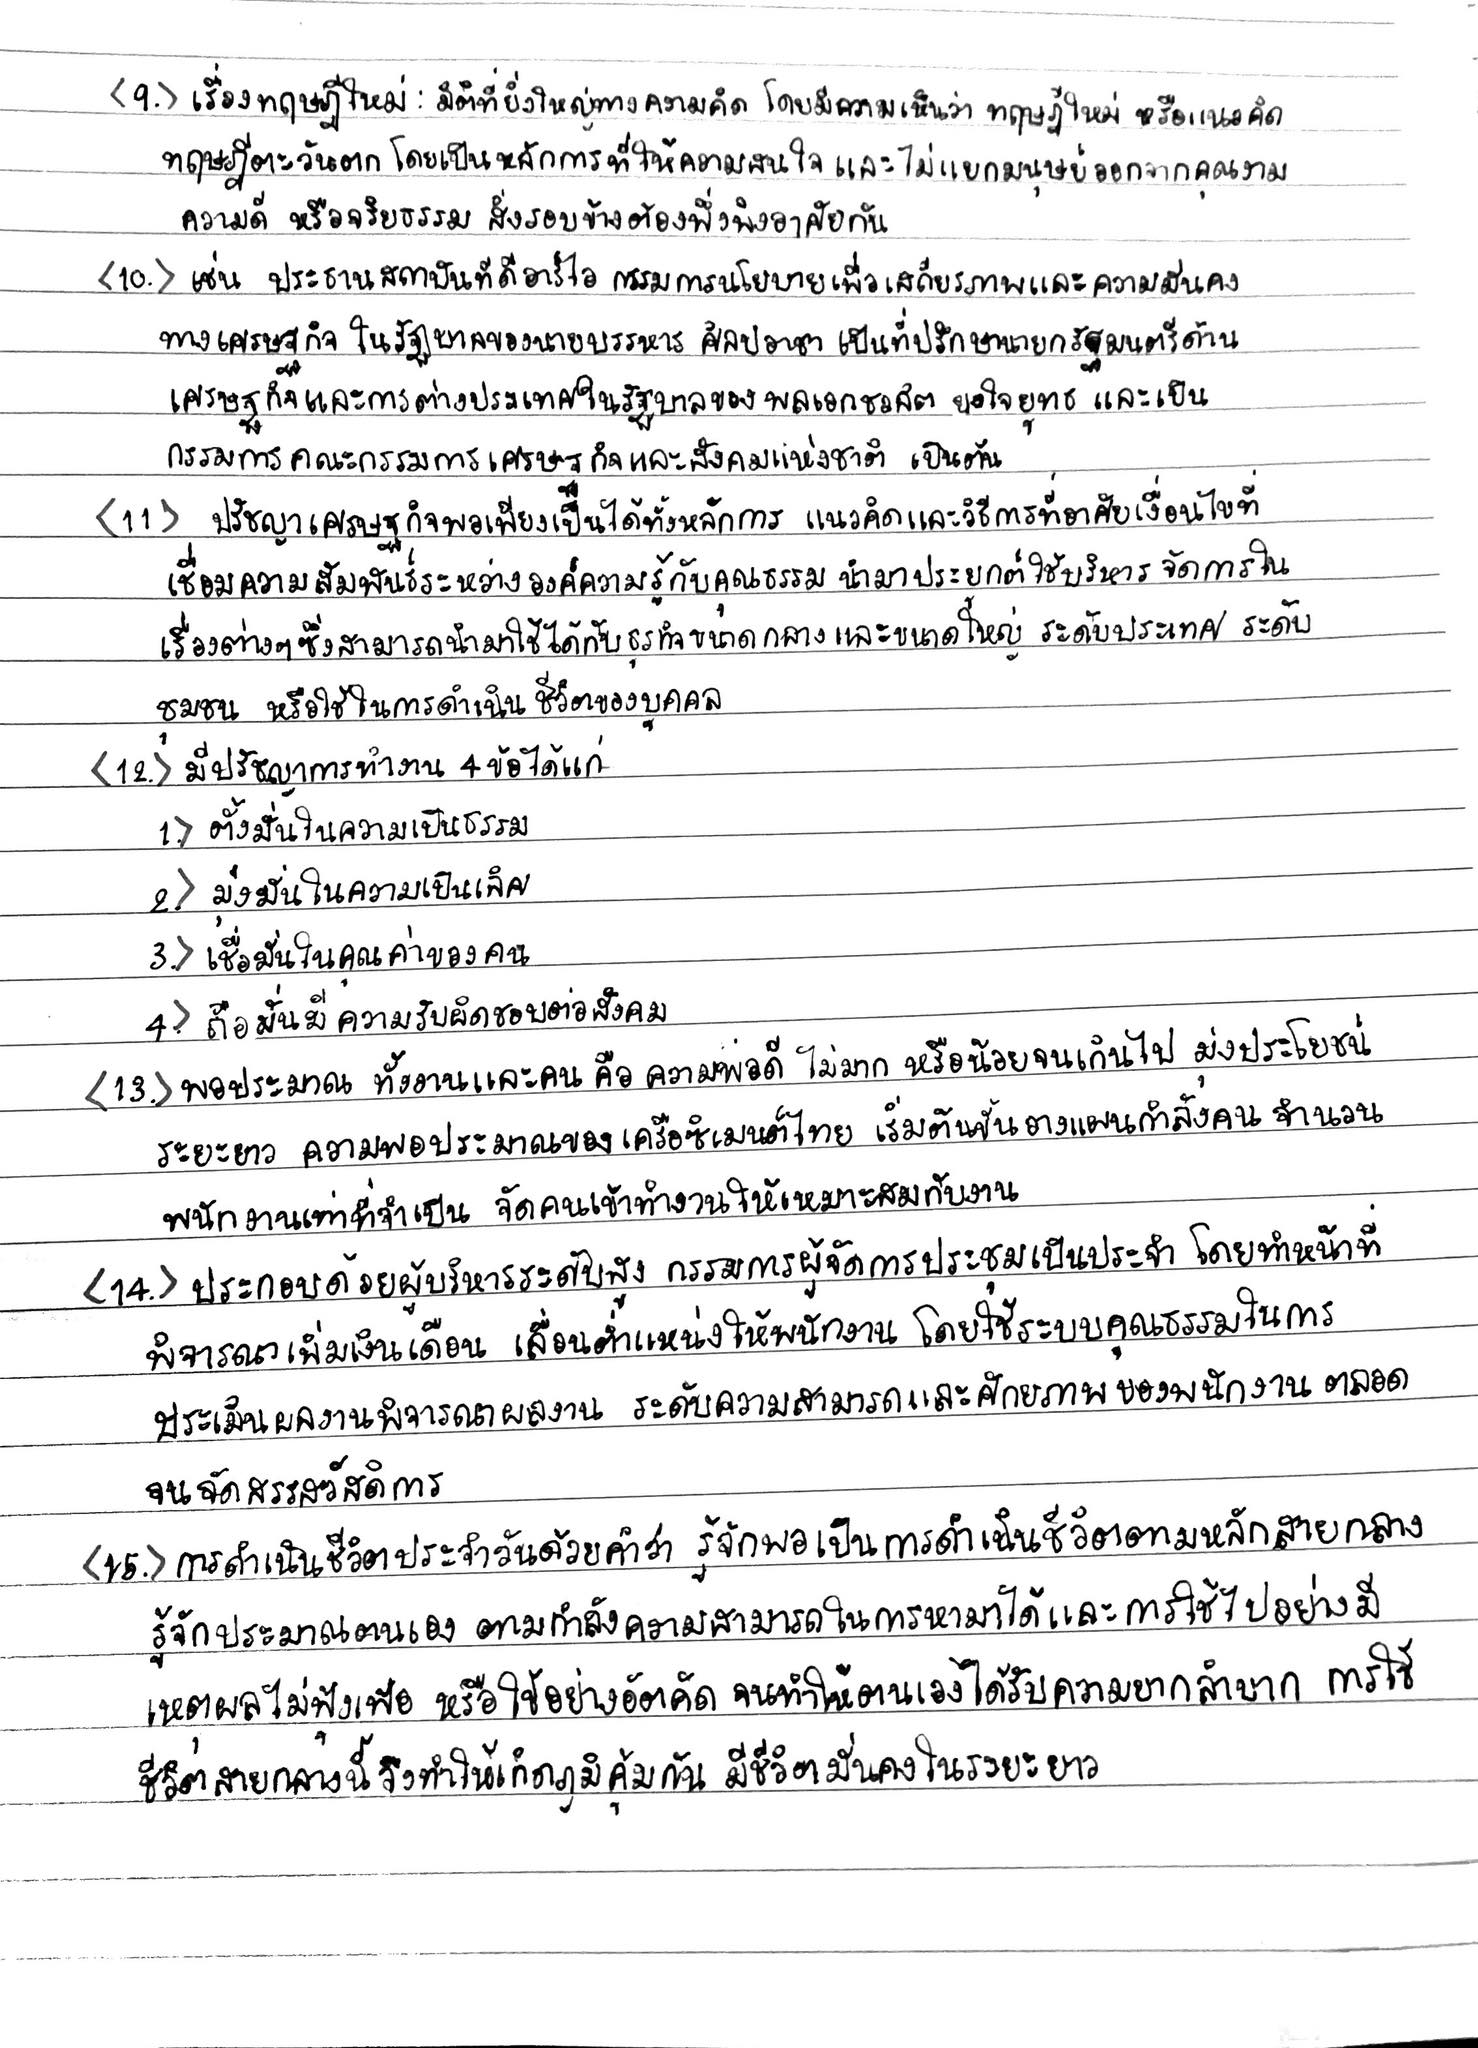 <9.> เรื่องทฤษฎีใหม่ : มิติที่ยิ่งใหญ่ทางความคิด โดยมีความเห็นว่า ทฤษฎีใหม่ หรือแนวคิด
ทฤษฎีตะวันตก โดยเป็นหลักการที่ให้ความสนใจ และไม่แยกมนุษย์ออกจากคุณงาม
ความดี หรือจริยธรรม สิ่งรอบข้างต้องพึ่งพิงอาศัยกัน
<10.> เช่น ประธานสถาบันทีดีอาร์ไอ กรรมการนโยบายเพื่อเสถียรภาพและความมั่นคง
ทางเศรษฐกิจ ในรัฐบาลของนายบรรหาร ศิลปอาชา เป็นที่ปรึกษานายกรัฐมนตรีด้าน
เศรษฐกิจและการต่างประเทศในรัฐบาลของพลเอกชวลิต ยงใจยุทธ และเป็น
กรรมการคณะกรรมการเศรษฐกิจและสังคมแห่งชาติ เป็นต้น
<11> ปรัชญาเศรษฐกิจพอเพียงเป็นได้ทั้งหลักการ แนวคิดและวิธีการที่อาศัยเงื่อนไขที่
เชื่อมความสัมพันธ์ระหว่างองค์ความรู้กับคุณธรรม นำมาประยุกต์ใช้บริหารจัดการใน
เรื่องต่างๆซึ่งสามารถนำมาใช้ได้กับธุรกิจขนาดกลางและขนาดใหญ่ ระดับประเทศ ระดับ
ชุมชน หรือใช้ในการดำเนินชีวิตของบุคคล
<12.> มีปรัชญาการทำงาน 4 ข้อได้แก่
1.> ตั้งมั่นในความเป็นธรรม
2.> มุ่งมั่นในความเป็นเลิศ
3.> เชื่อมั่นในคุณค่าของคน
4.> ถือมั่นมีความรับผิดชอบต่อสังคม
<13.> พอประมาณ ทั้งงานและคน คือ ความพอดี ไม่มาก หรือน้อยจนเกินไป มุ่งประโยชน์
ระยะยาว ความพอประมาณของเครือซิเมนต์ไทย เริ่มต้นขั้นวางแผนกำลังคน จำนวน
พนักงานเท่าที่จำเป็น จัดคนเข้าทำงานให้เหมาะสมกับงาน
<14.> ประกอบด้วยผู้บริหารระดับสูง กรรมการผู้จัดการประชุมเป็นประจำ โดยทำหน้าที่
พิจารณาเพิ่มเงินเดือน เลื่อนตำแหน่งให้พนักงาน โดยใช้ระบบคุณธรรมในการ
ประเมินผลงานพิจารณาผลงาน ระดับความสามารถและศักยภาพของพนักงาน ตลอด
จนจัดสรรสวัสดิการ
<15.> การดำเนินชีวิตประจำวันด้วยคำว่า รู้จักพอเป็นการดำเนินชีวิตตามหลักสายกลาง
รู้จักประมาณตนเอง ตามกำลังความสามารถในการหามาได้และการใช้ไปอย่างมี
เหตุผลไม่ฟุ้งเฟ้อ หรือใช้อย่างอัตคัด จนทำให้ตนเองได้รับความยากลำบาก การใช้
ชีวิตสายกลางนี้ จึงทำให้เกิดภูมิคุ้มกัน มีชีวิตมั่นคงในระยะยาว